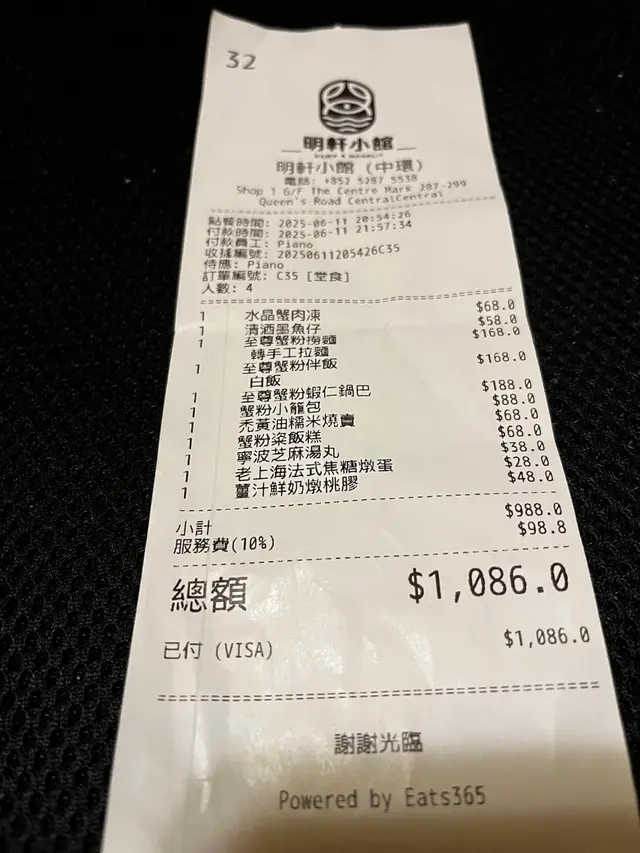 32
明軒小館
明軒小館 (中環)
電話: +852 5287 5538
Shop 1 G/F The Centre Mark 287-299
Queen's Road CentralCentral
點餐時間: 2025-06-11 20:54:26
付款時間: 2025-06-11 21:57:34
付款員工: Piano
收據編號: 20250611205426C35
侍應: Piano
訂單編號: C35 [堂食]
人數: 4
1 水晶蟹肉凍 $68.0
1 清酒墨魚仔 $58.0
1 至尊蟹粉撈麵 $168.0
轉手工拉麵
1 至尊蟹粉伴飯 $168.0
白飯
1 至尊蟹粉蝦仁鍋巴 $188.0
1 蟹粉小籠包 $88.0
1 禿黃油糯米燒賣 $68.0
1 蟹粉粢飯糕 $68.0
1 寧波芝麻湯丸 $38.0
1 老上海法式焦糖燉蛋 $28.0
1 薑汁鮮奶燉桃膠 $48.0
小計 $988.0
服務費(10%) $98.8
總額 $1,086.0
已付 (VISA) $1,086.0
謝謝光臨
Powered by Eats365